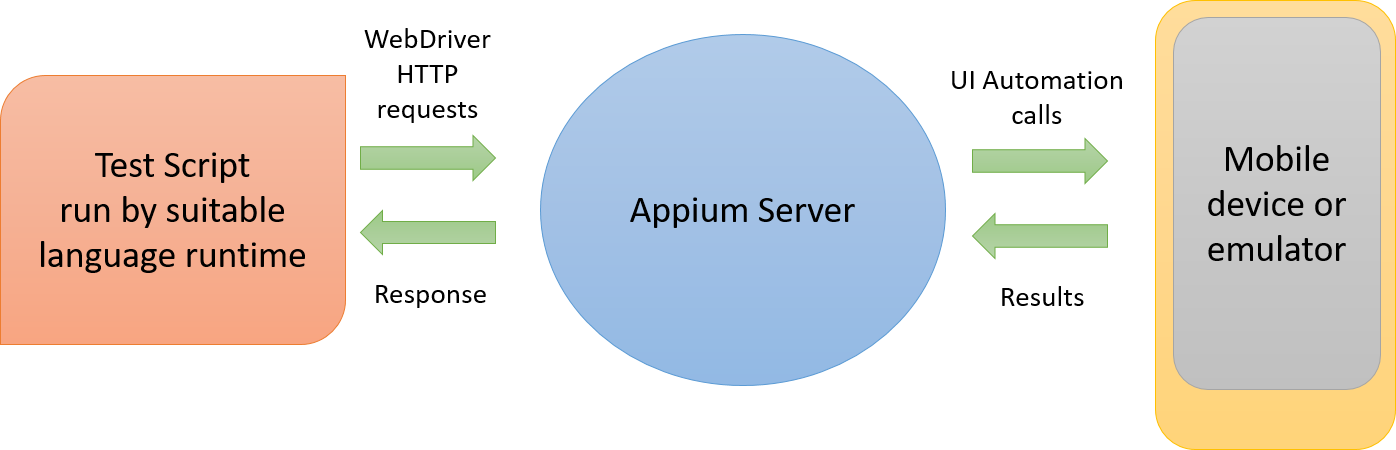 Test Script
run by suitable
language runtime
WebDriver
HTTP
requests
Response
Appium Server
UI Automation
calls
Results
Mobile
device or
emulator